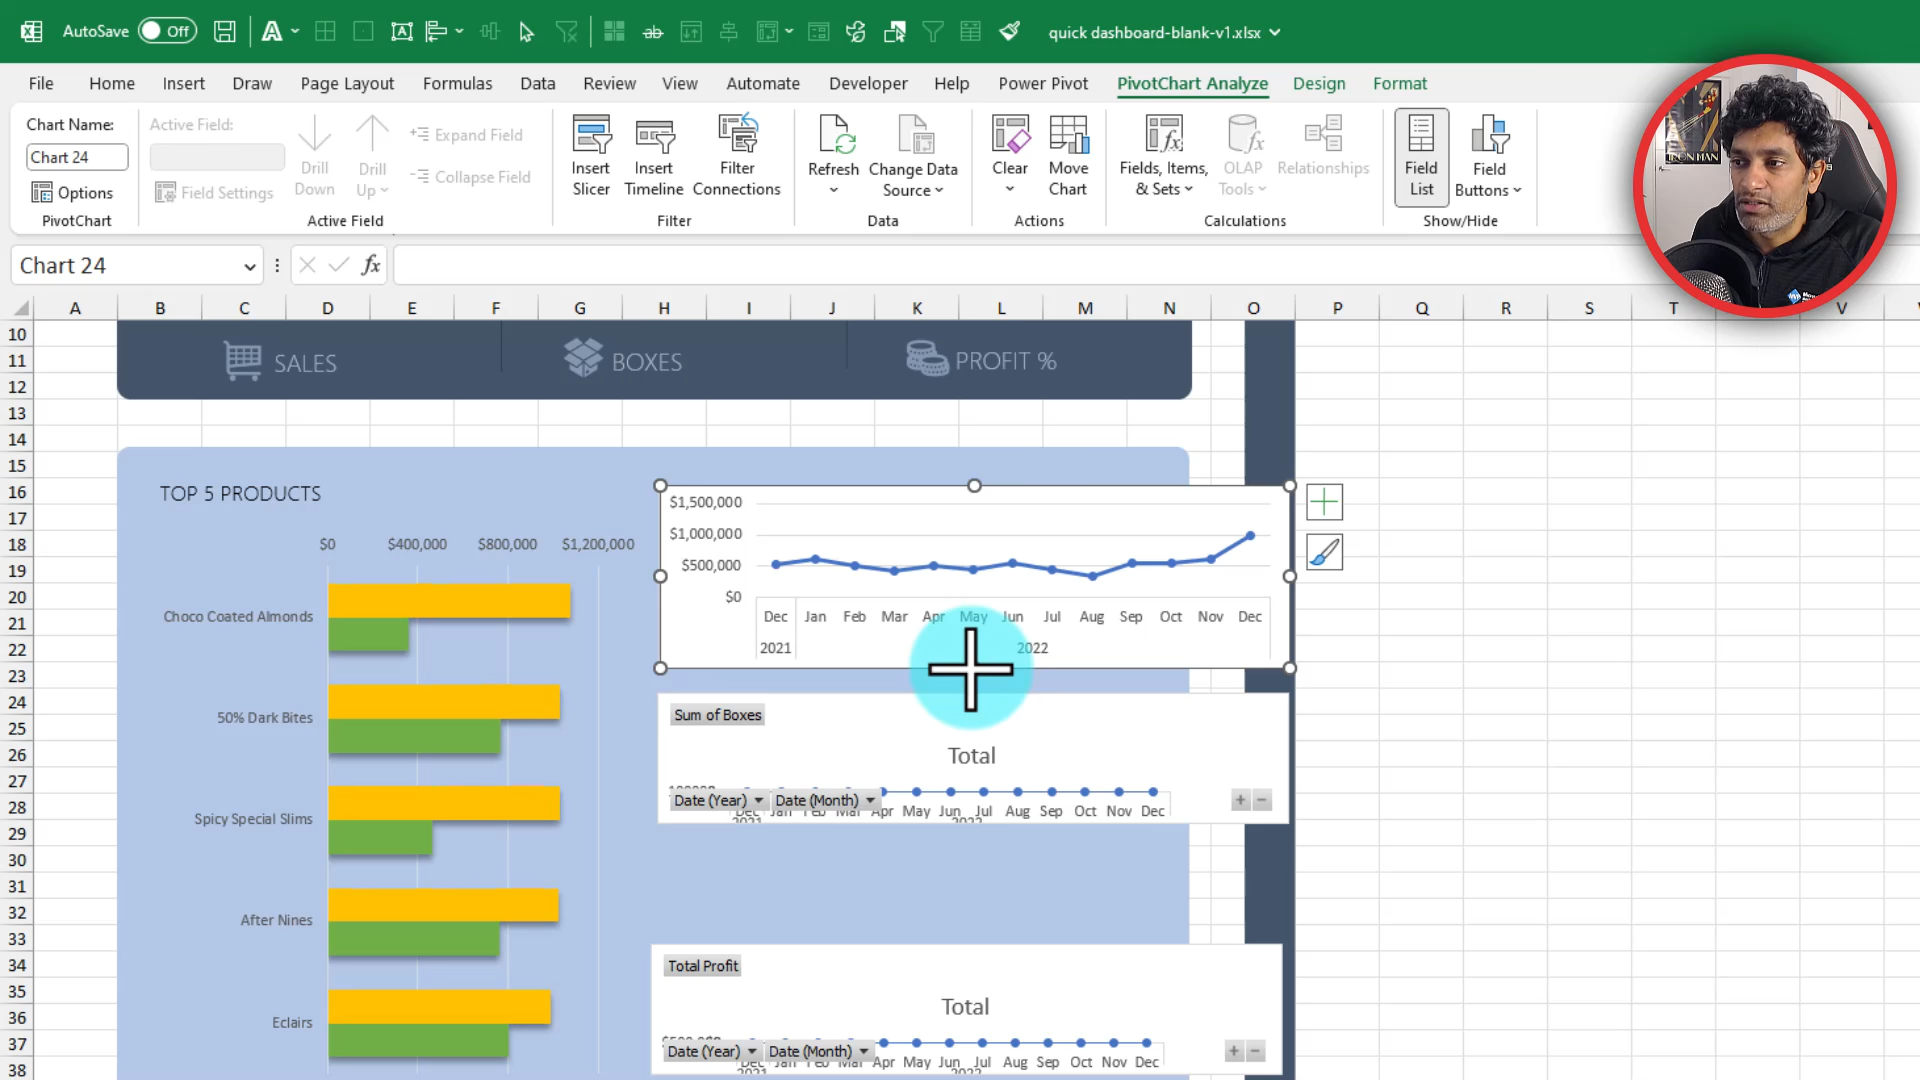 AutoSave Off quick dashboard-blank-v1.xlsx
File Home Insert Draw Page Layout Formulas Data Review View Automate Developer Help Power Pivot PivotChart Analyze Design Format
Chart Name:
Chart 24
Options
PivotChart
Active Field:
Field Settings
Drill Down
Drill Up
Expand Field
Collapse Field
Active Field
Insert Slicer
Insert Timeline
Filter Connections
Filter
Refresh
Change Data Source
Data
Clear
Move Chart
Actions
Fields, Items, & Sets
OLAP Tools
Relationships
Calculations
Field List
Field Buttons
Show/Hide
Chart 24
fx
A B C D E F G H I J K L M N O P Q R S T V
10
11
12
13
14
15
16
17
18
19
20
21
22
23
24
25
26
27
28
29
30
31
32
33
34
35
36
37
38
SALES
BOXES
PROFIT %
TOP 5 PRODUCTS
$0 $400,000 $800,000 $1,200,000
Choco Coated Almonds
50% Dark Bites
Spicy Special Slims
After Nines
Eclairs
$1,500,000
$1,000,000
$500,000
$0
Dec Jan Feb Mar Apr May Jun Jul Aug Sep Oct Nov Dec
2021 2022
Sum of Boxes
Total
Date (Year) Date (Month)
Apr May Jun Jul Aug Sep Oct Nov Dec
Total Profit
Total
Date (Year) Date (Month)
Apr May Jun Jul Aug Sep Oct Nov Dec